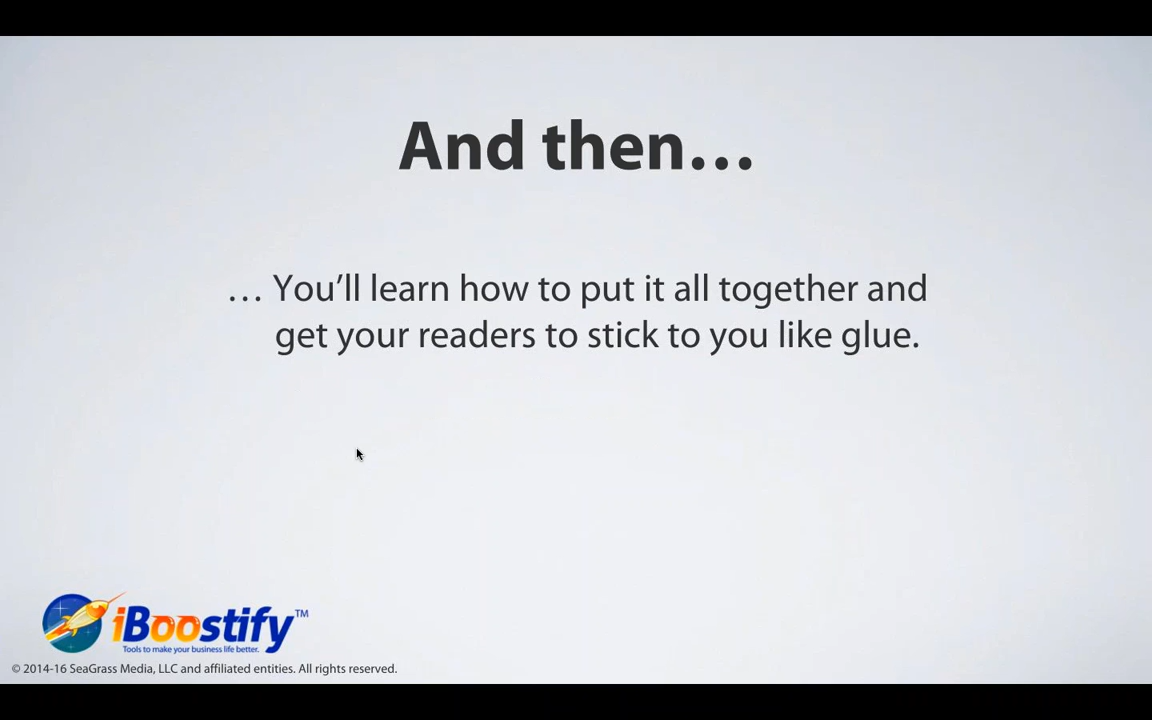 And then…
… You’ll learn how to put it all together and
get your readers to stick to you like glue.
iBoostify™
Tools to make your business life better.
© 2014-16 SeaGrass Media, LLC and affiliated entities. All rights reserved.